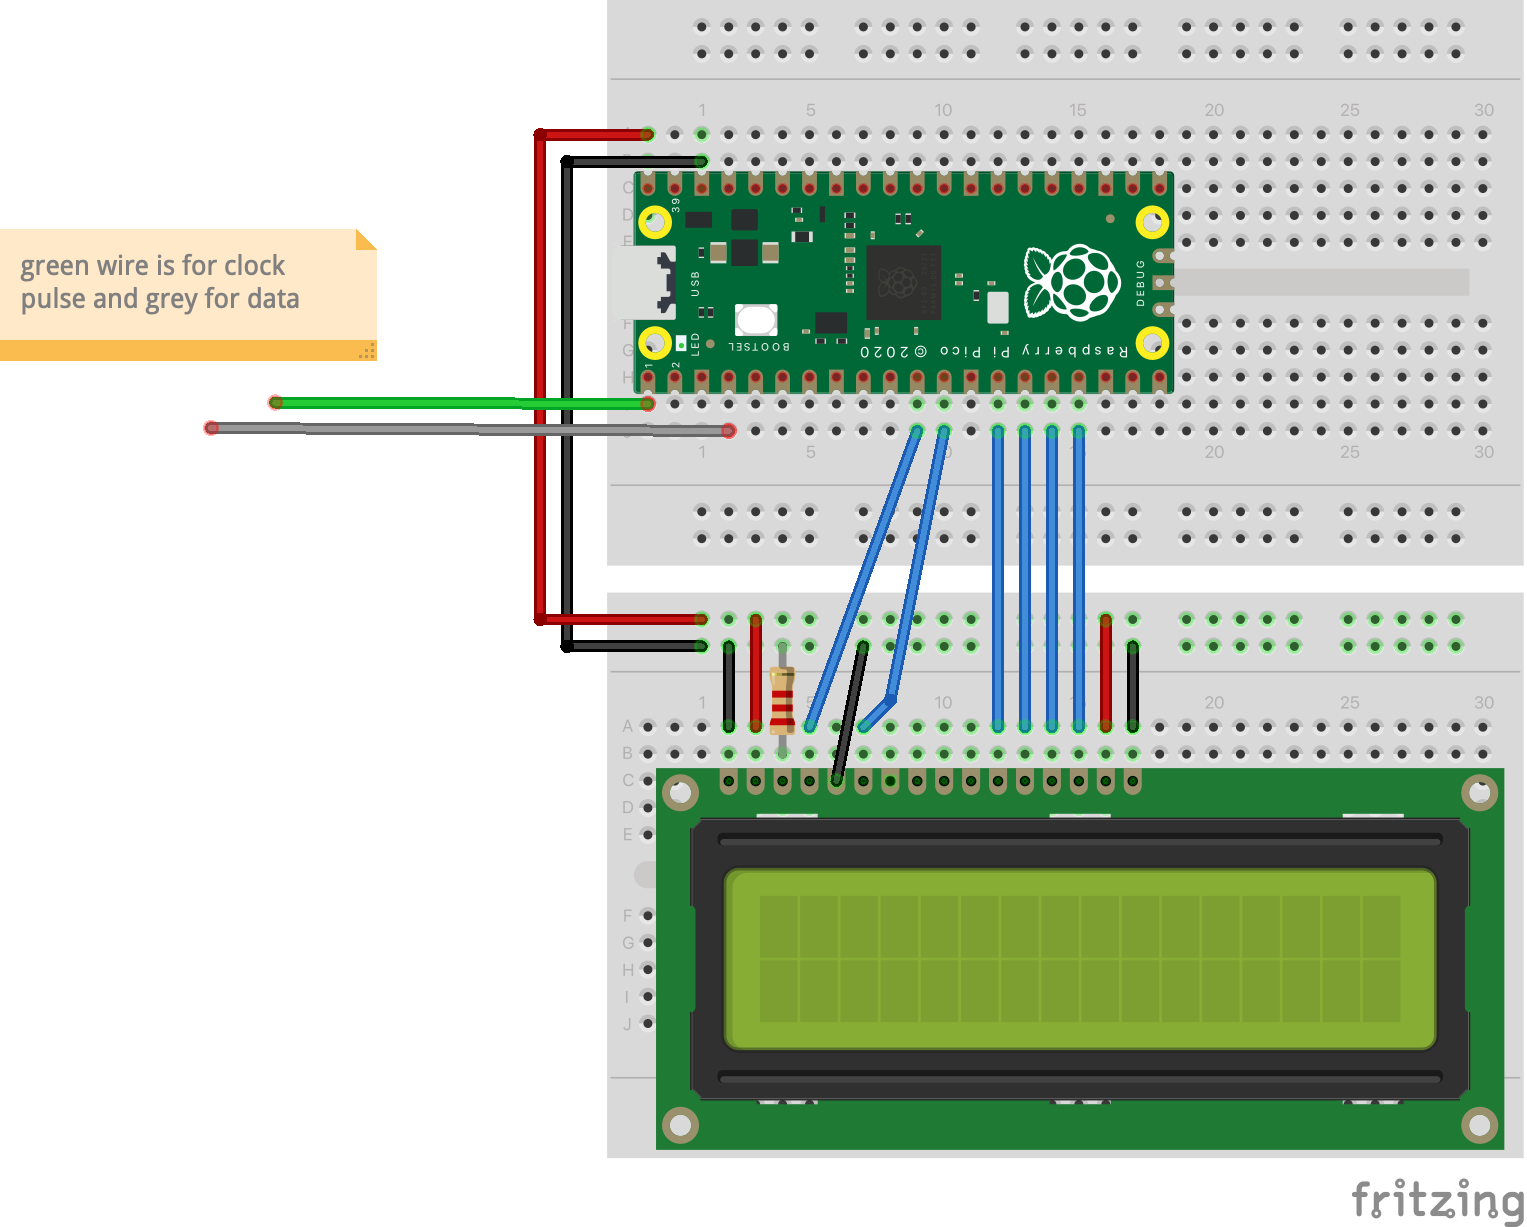 1 5 10 15 20 25 30
C
D
E
39
green wire is for clock
pulse and grey for data
USB
DEBUG
F
G
H
1
2
LED
BOOTSEL
Raspberry Pi Pico © 2020
1 5 20 25 30
1 10 20 25 30
A
B
C
D
E
F
G
H
I
J
fritzing